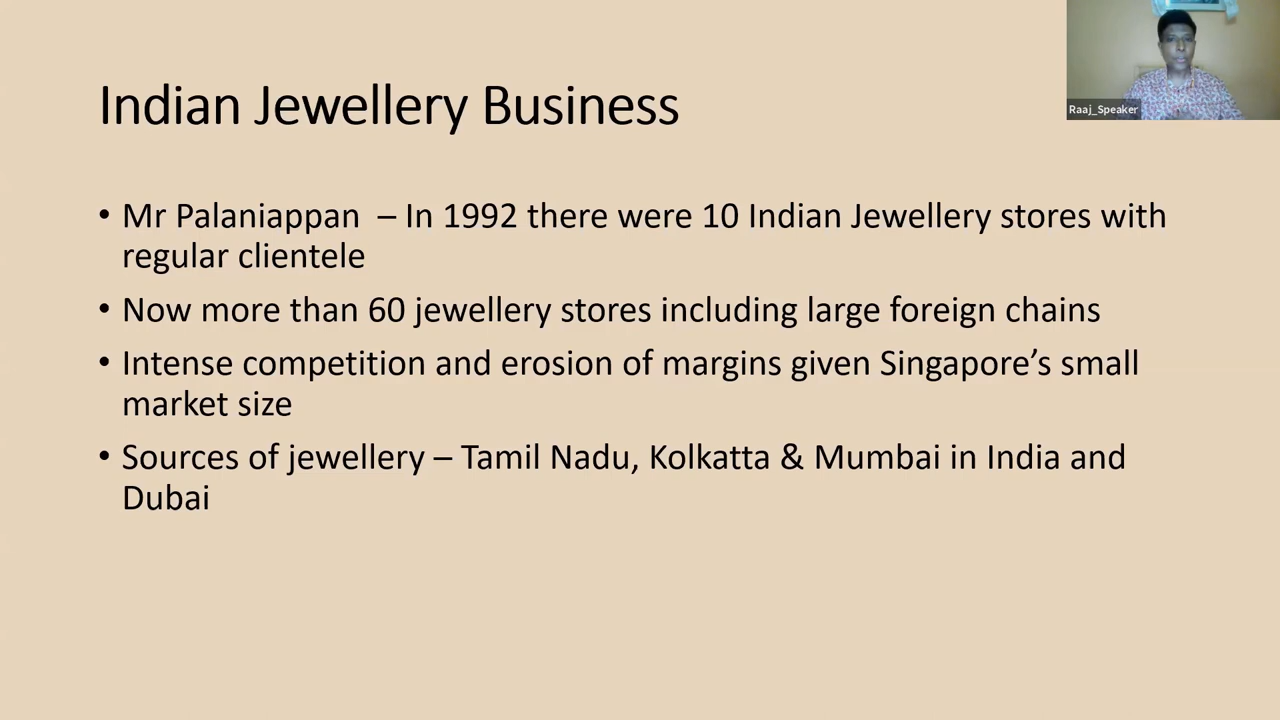 Raaj_Speaker
Indian Jewellery Business
• Mr Palaniappan – In 1992 there were 10 Indian Jewellery stores with
regular clientele
• Now more than 60 jewellery stores including large foreign chains
• Intense competition and erosion of margins given Singapore’s small
market size
• Sources of jewellery – Tamil Nadu, Kolkatta & Mumbai in India and
Dubai